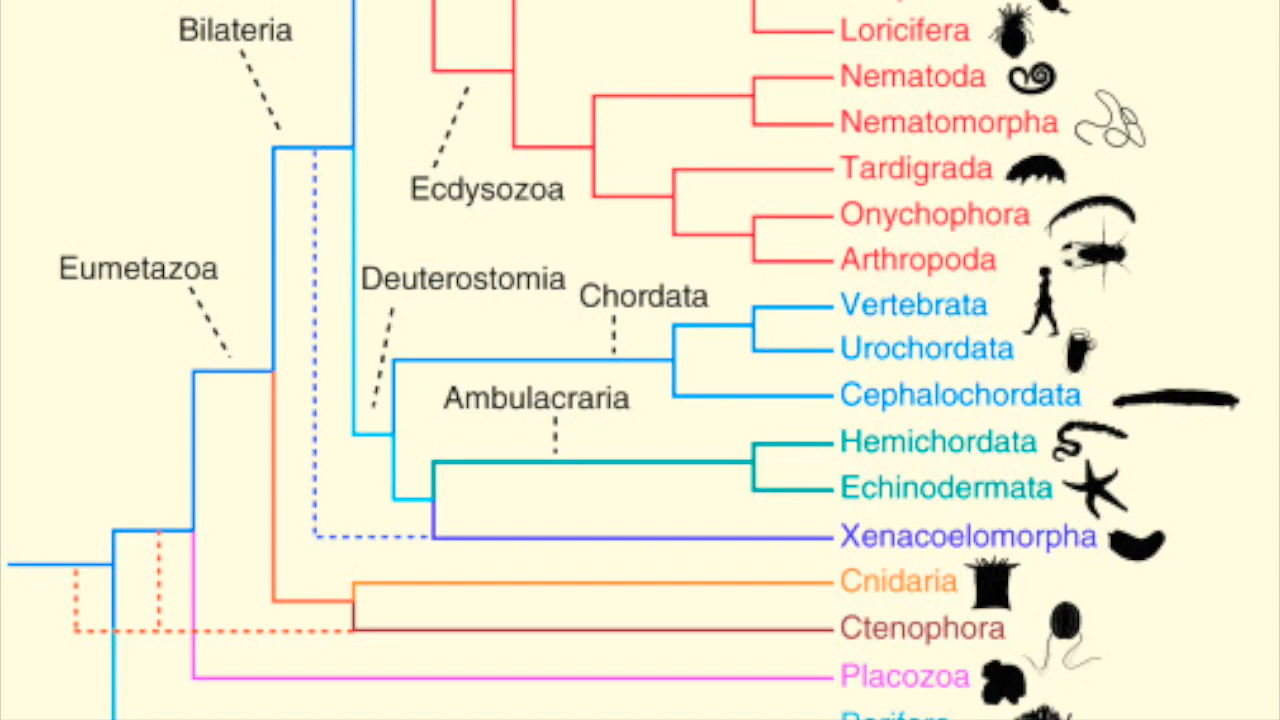 Bilateria
Loricifera
Nematoda
Nematomorpha
Tardigrada
Ecdysozoa
Onychophora
Arthropoda
Eumetazoa
Deuterostomia
Chordata
Vertebrata
Urochordata
Cephalochordata
Ambulacraria
Hemichordata
Echinodermata
Xenacoelomorpha
Cnidaria
Ctenophora
Placozoa